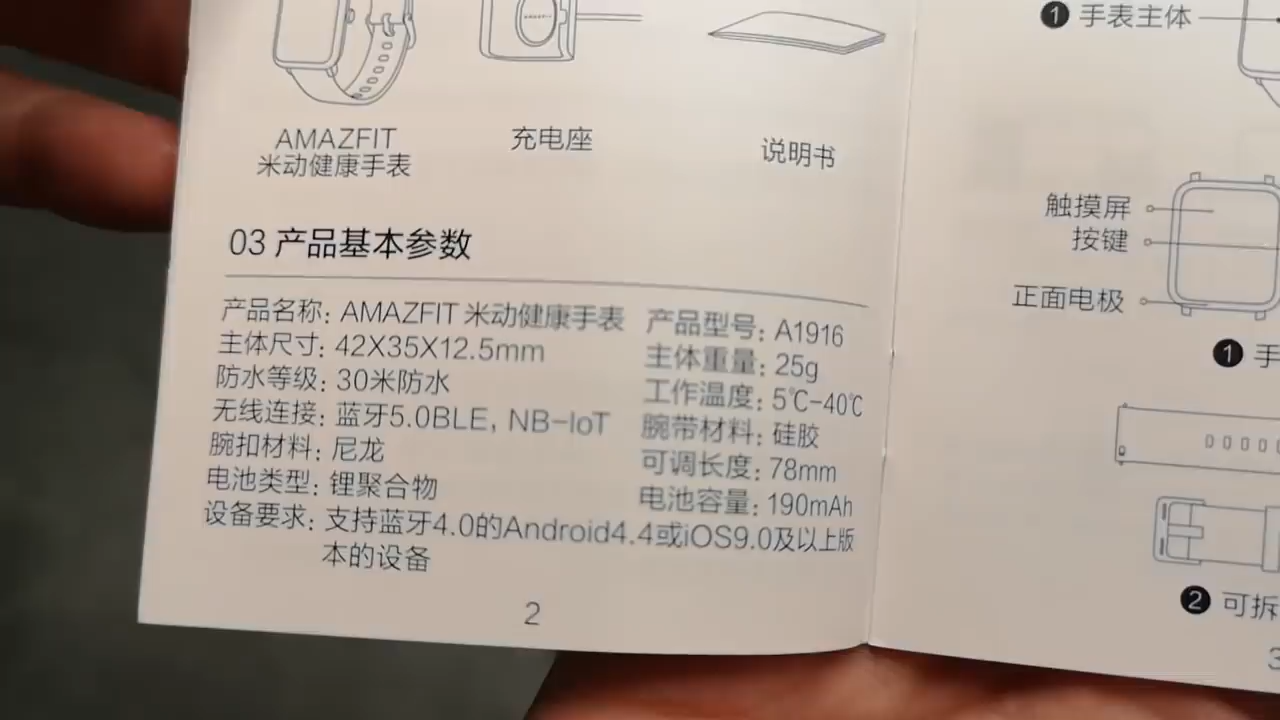 AMAZFIT
米动健康手表
充电座
说明书
03 产品基本参数
产品名称: AMAZFIT 米动健康手表
主体尺寸: 42X35X12.5mm
防水等级: 30米防水
无线连接: 蓝牙5.0BLE, NB-IoT
腕扣材料: 尼龙
电池类型: 锂聚合物
设备要求: 支持蓝牙4.0的Android4.4或iOS9.0及以上版
本的设备
产品型号: A1916
主体重量: 25g
工作温度: 5℃-40℃
腕带材料: 硅胶
可调长度: 78mm
电池容量: 190mAh
2
1 手表主体
触摸屏
按键
正面电极
1 手
2 可拆
3